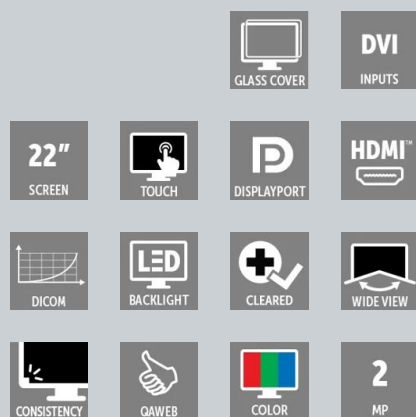 GLASS COVER
DVI
INPUTS
22"
SCREEN
TOUCH
DISPLAYPORT
HDMI™
DICOM
LED
BACKLIGHT
CLEARED
WIDE VIEW
CONSISTENCY
QAWEB
COLOR
2
MP